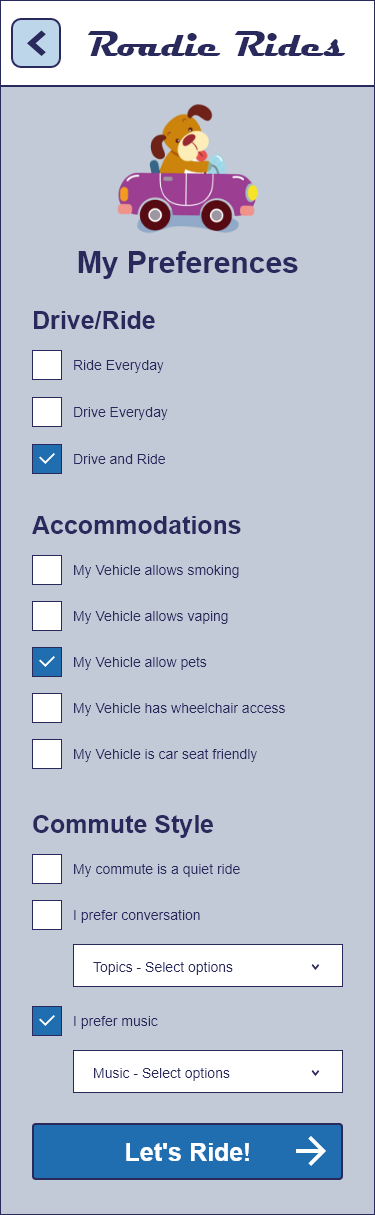 Roadie Rides
My Preferences
Drive/Ride
Ride Everyday
Drive Everyday
Drive and Ride
Accommodations
My Vehicle allows smoking
My Vehicle allows vaping
My Vehicle allow pets
My Vehicle has wheelchair access
My Vehicle is car seat friendly
Commute Style
My commute is a quiet ride
I prefer conversation
Topics - Select options
I prefer music
Music - Select options
Let's Ride!